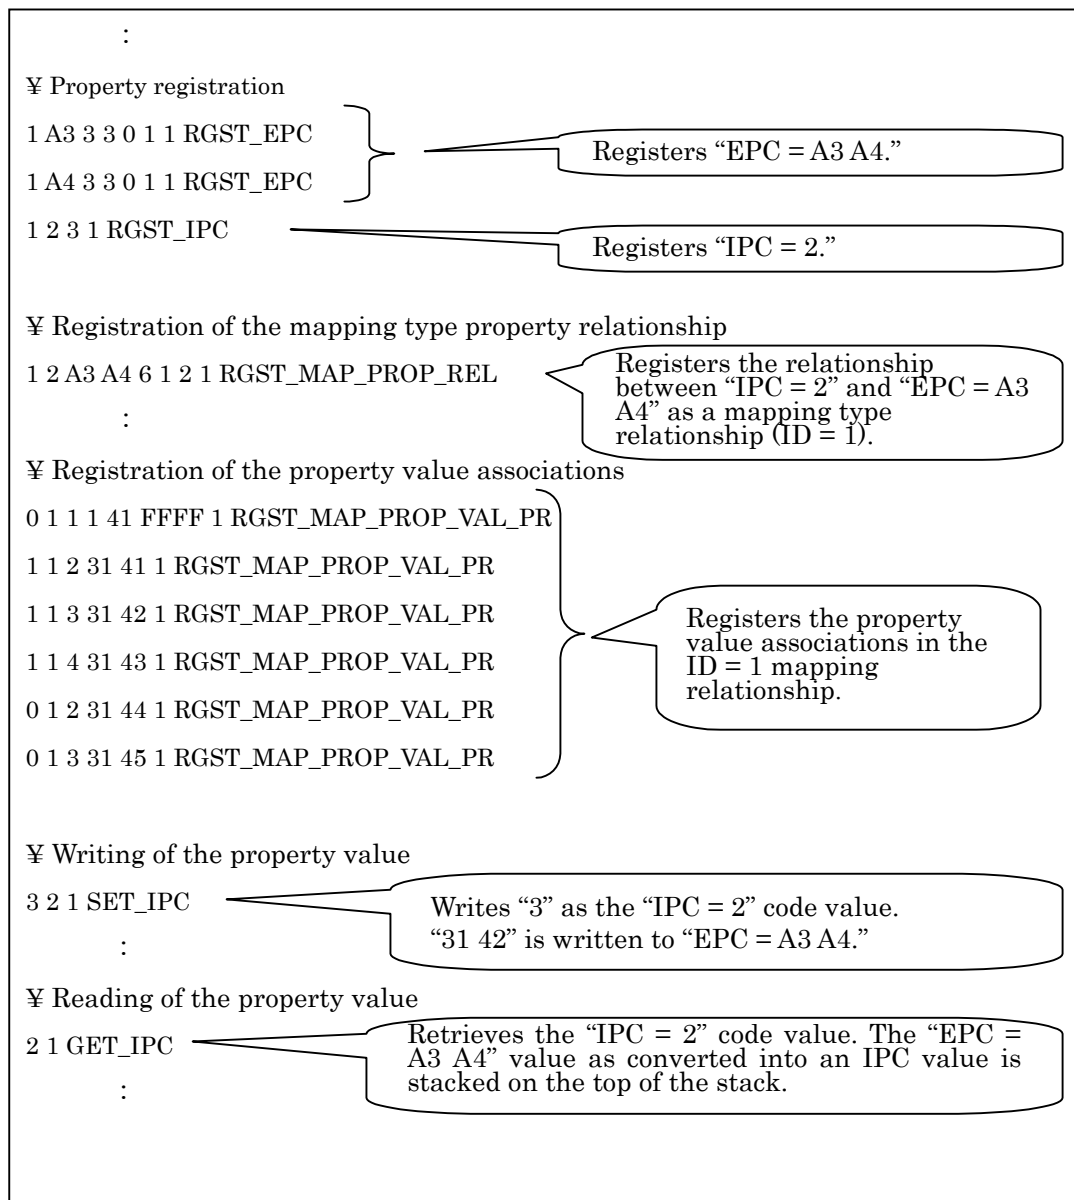 :
¥ Property registration
1 A3 3 3 0 1 1 RGST_EPC
1 A4 3 3 0 1 1 RGST_EPC
Registers “EPC = A3 A4.”
1 2 3 1 RGST_IPC
Registers “IPC = 2.”
¥ Registration of the mapping type property relationship
1 2 A3 A4 6 1 2 1 RGST_MAP_PROP_REL
:
Registers the relationship
between “IPC = 2” and “EPC = A3
A4” as a mapping type
relationship (ID = 1).
¥ Registration of the property value associations
0 1 1 1 41 FFFF 1 RGST_MAP_PROP_VAL_PR
1 1 2 31 41 1 RGST_MAP_PROP_VAL_PR
1 1 3 31 42 1 RGST_MAP_PROP_VAL_PR
1 1 4 31 43 1 RGST_MAP_PROP_VAL_PR
0 1 2 31 44 1 RGST_MAP_PROP_VAL_PR
0 1 3 31 45 1 RGST_MAP_PROP_VAL_PR
Registers the property
value associations in the
ID = 1 mapping
relationship.
¥ Writing of the property value
3 2 1 SET_IPC
:
Writes “3” as the “IPC = 2” code value.
“31 42” is written to “EPC = A3 A4.”
¥ Reading of the property value
2 1 GET_IPC
:
Retrieves the “IPC = 2” code value. The “EPC =
A3 A4” value as converted into an IPC value is
stacked on the top of the stack.